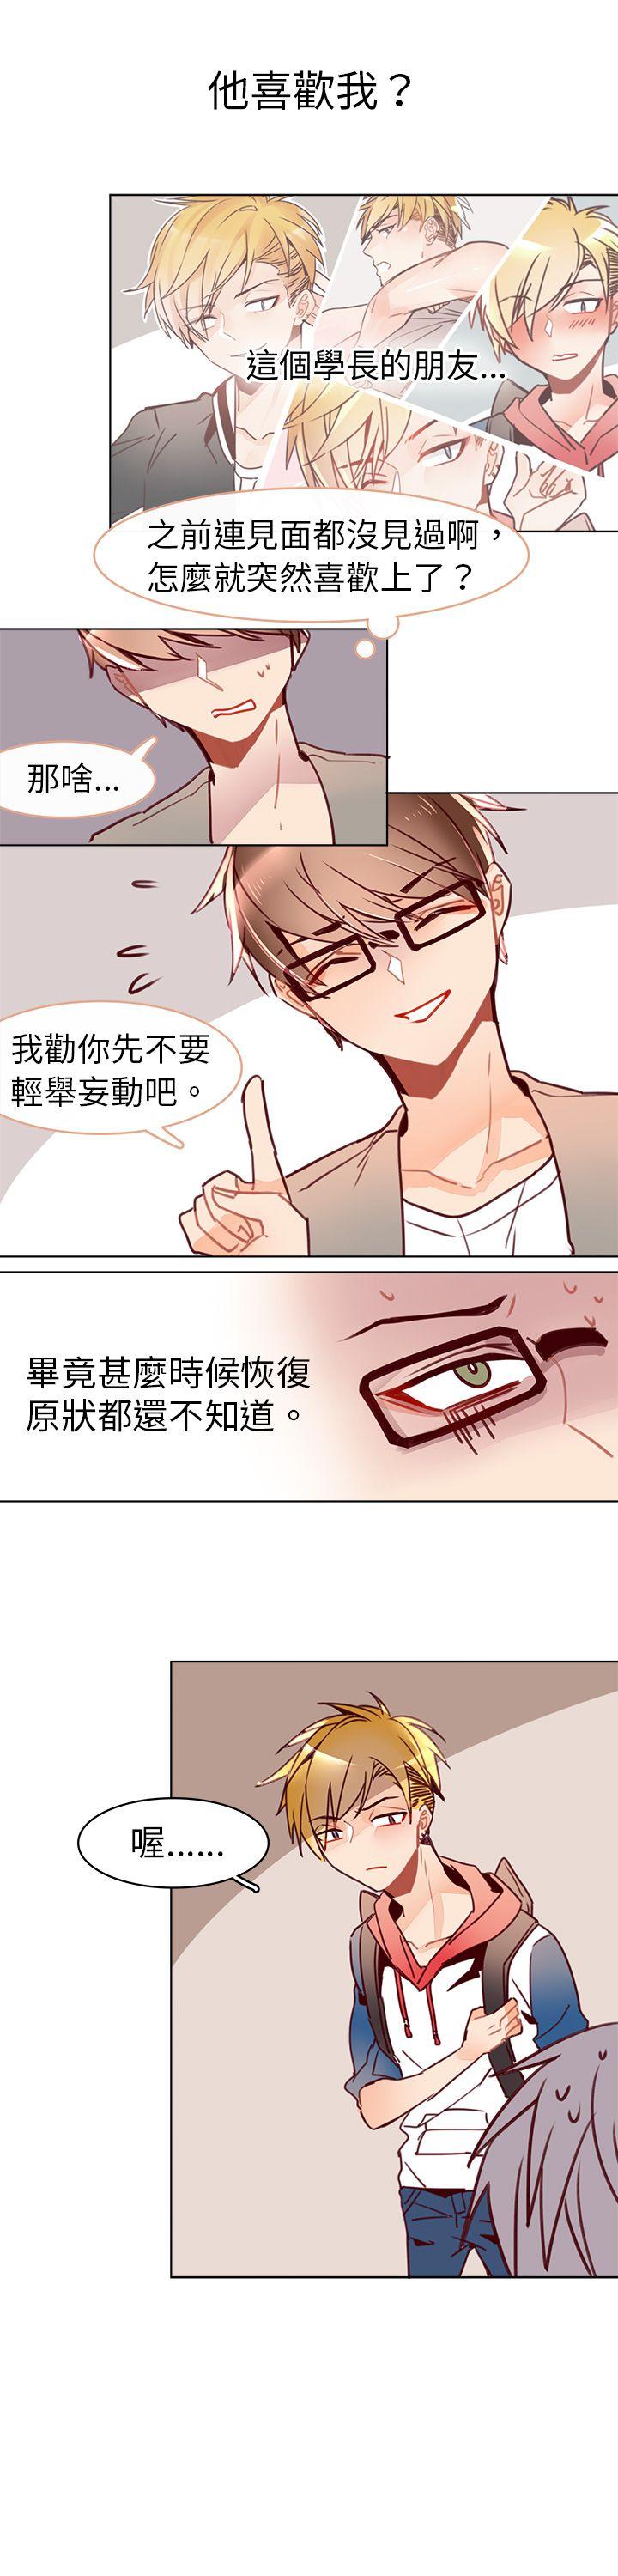 他喜歡我？
這個學長的朋友...
之前連見面都沒見過啊，
怎麼就突然喜歡上了？
那啥...
我勸你先不要
輕舉妄動吧。
畢竟甚麼時候恢復
原狀都還不知道。
喔......